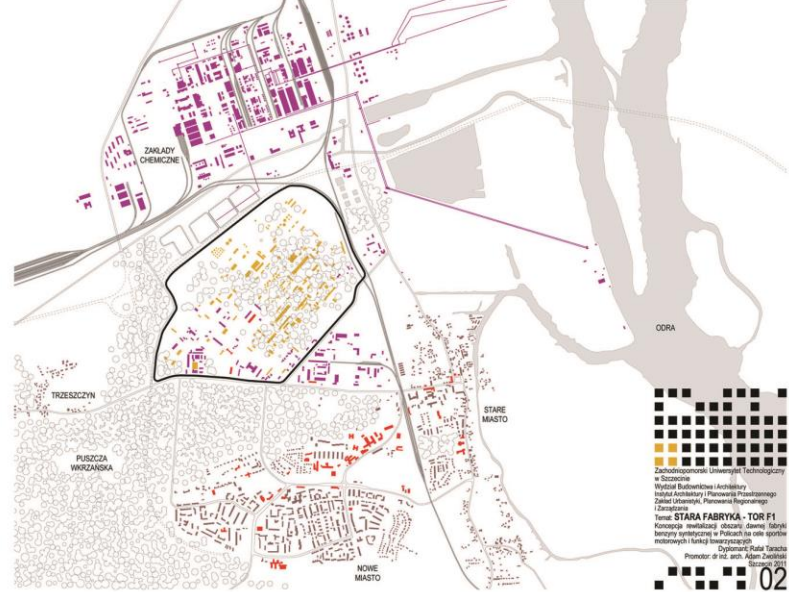 ZAKŁADY
CHEMICZNE
ODRA
TRZESZCZYN
STARE
MIASTO
PUSZCZA
WKRZAŃSKA
NOWE
MIASTO
Zachodniopomorski Uniwersytet Technologiczny
w Szczecinie
Wydział Budownictwa i Architektury
Instytut Architektury i Planowania Przestrzennego
Zakład Urbanistyki, Planowania Regionalnego
i Zarządzania
Temat: STARA FABRYKA - TOR F1
Koncepcja rewitalizacji obszaru dawnej fabryki
benzyny syntetycznej w Policach na cele sportów
motorowych i funkcji towarzyszących
Dyplomant: Rafał Taracha
Promotor: dr inż. arch. Adam Zwoliński
Szczecin 2011
02